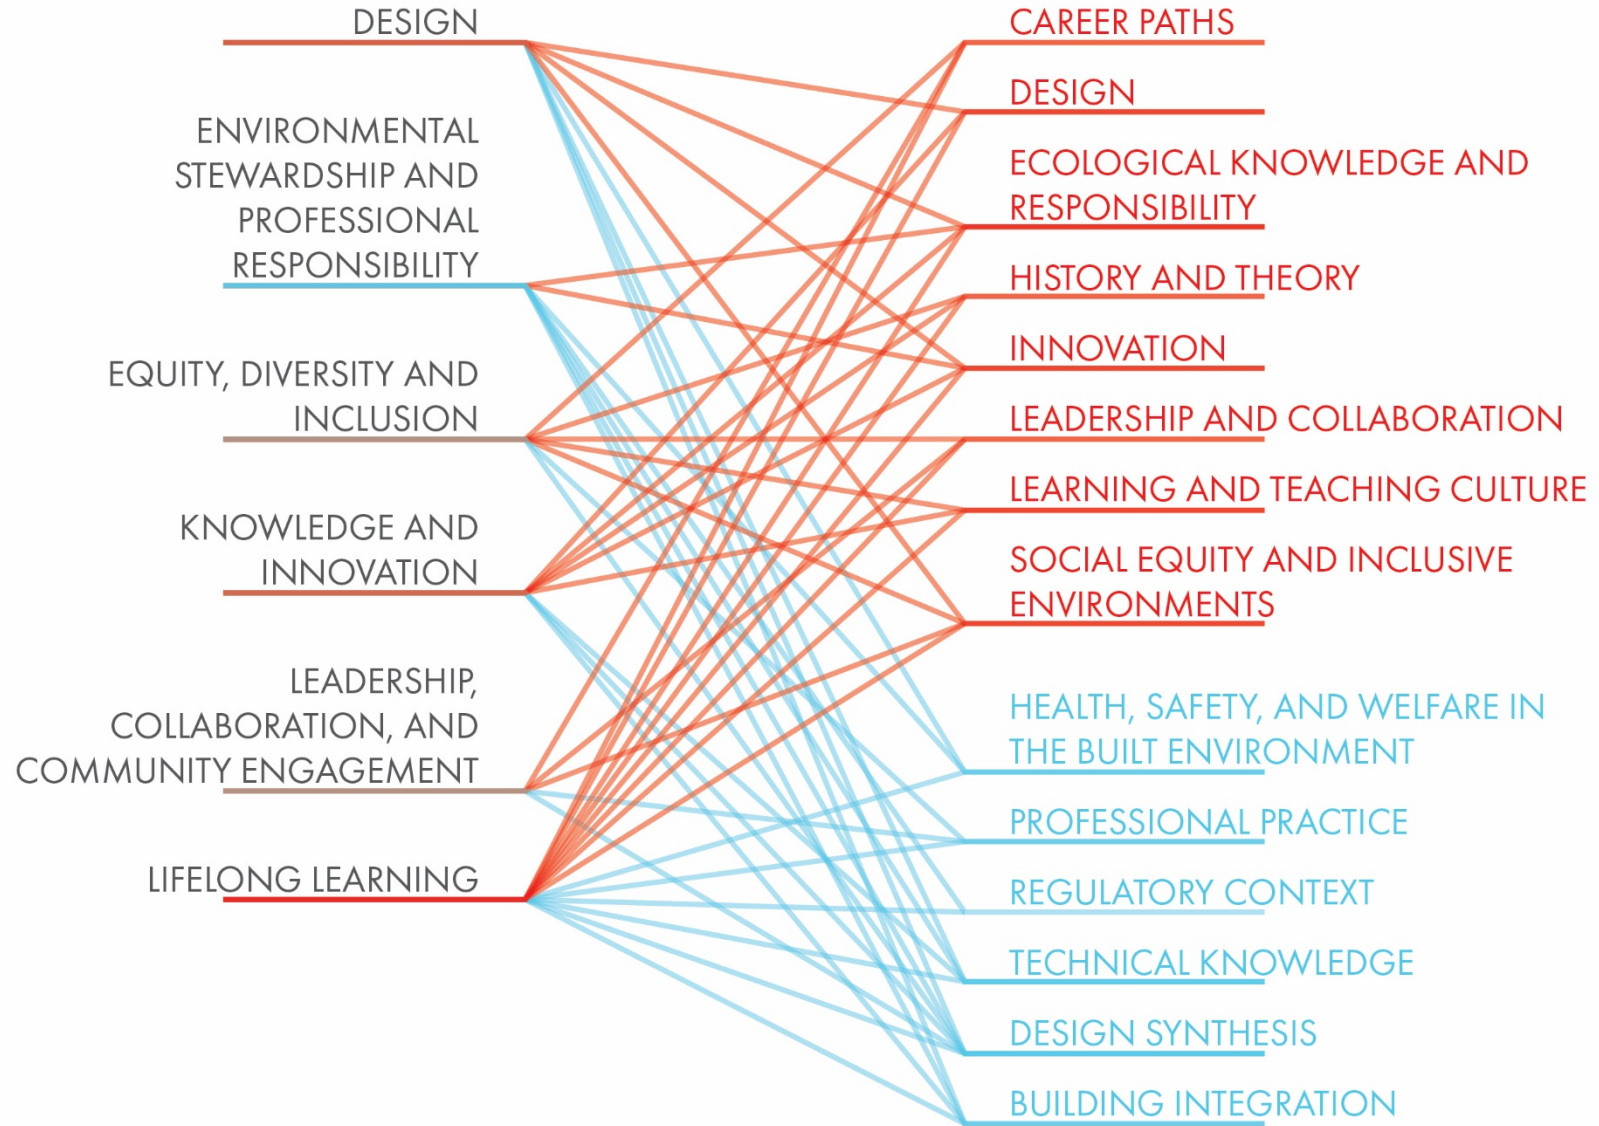 DESIGN
ENVIRONMENTAL
STEWARDSHIP AND
PROFESSIONAL
RESPONSIBILITY
EQUITY, DIVERSITY AND
INCLUSION
KNOWLEDGE AND
INNOVATION
LEADERSHIP,
COLLABORATION, AND
COMMUNITY ENGAGEMENT
LIFELONG LEARNING
CAREER PATHS
DESIGN
ECOLOGICAL KNOWLEDGE AND
RESPONSIBILITY
HISTORY AND THEORY
INNOVATION
LEADERSHIP AND COLLABORATION
LEARNING AND TEACHING CULTURE
SOCIAL EQUITY AND INCLUSIVE
ENVIRONMENTS
HEALTH, SAFETY, AND WELFARE IN
THE BUILT ENVIRONMENT
PROFESSIONAL PRACTICE
REGULATORY CONTEXT
TECHNICAL KNOWLEDGE
DESIGN SYNTHESIS
BUILDING INTEGRATION